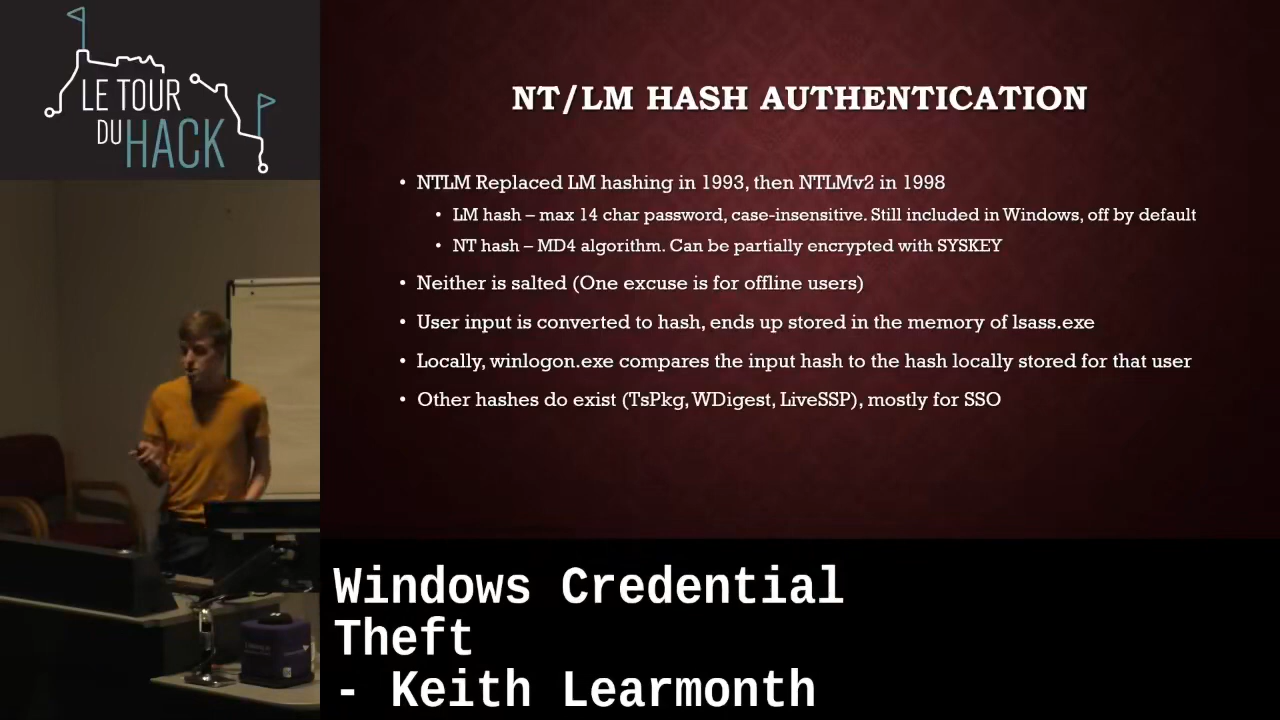 LE TOUR
DU HACK
NT/LM HASH AUTHENTICATION
• NTLM Replaced LM hashing in 1993, then NTLMv2 in 1998
• LM hash – max 14 char password, case-insensitive. Still included in Windows, off by default
• NT hash – MD4 algorithm. Can be partially encrypted with SYSKEY
• Neither is salted (One excuse is for offline users)
• User input is converted to hash, ends up stored in the memory of lsass.exe
• Locally, winlogon.exe compares the input hash to the hash locally stored for that user
• Other hashes do exist (TsPkg, WDigest, LiveSSP), mostly for SSO
Windows Credential
Theft
- Keith Learmonth